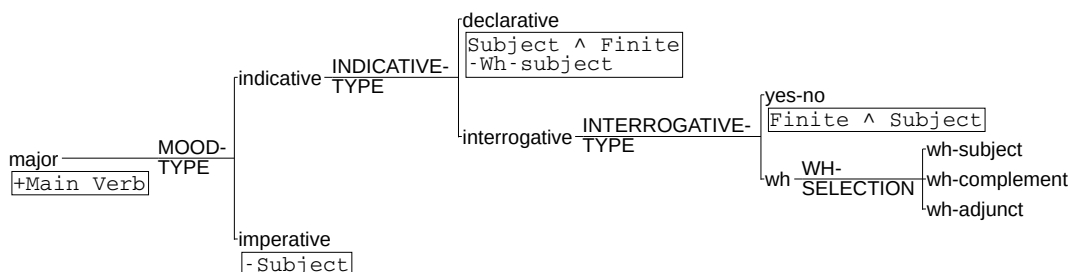 declarative
Subject ^ Finite
-Wh-subject
indicative INDICATIVE-
TYPE
yes-no
Finite ^ Subject
interrogative INTERROGATIVE-
TYPE
major MOOD-
TYPE
+Main Verb
wh-subject
wh WH-
SELECTION
wh-complement
wh-adjunct
imperative
-Subject